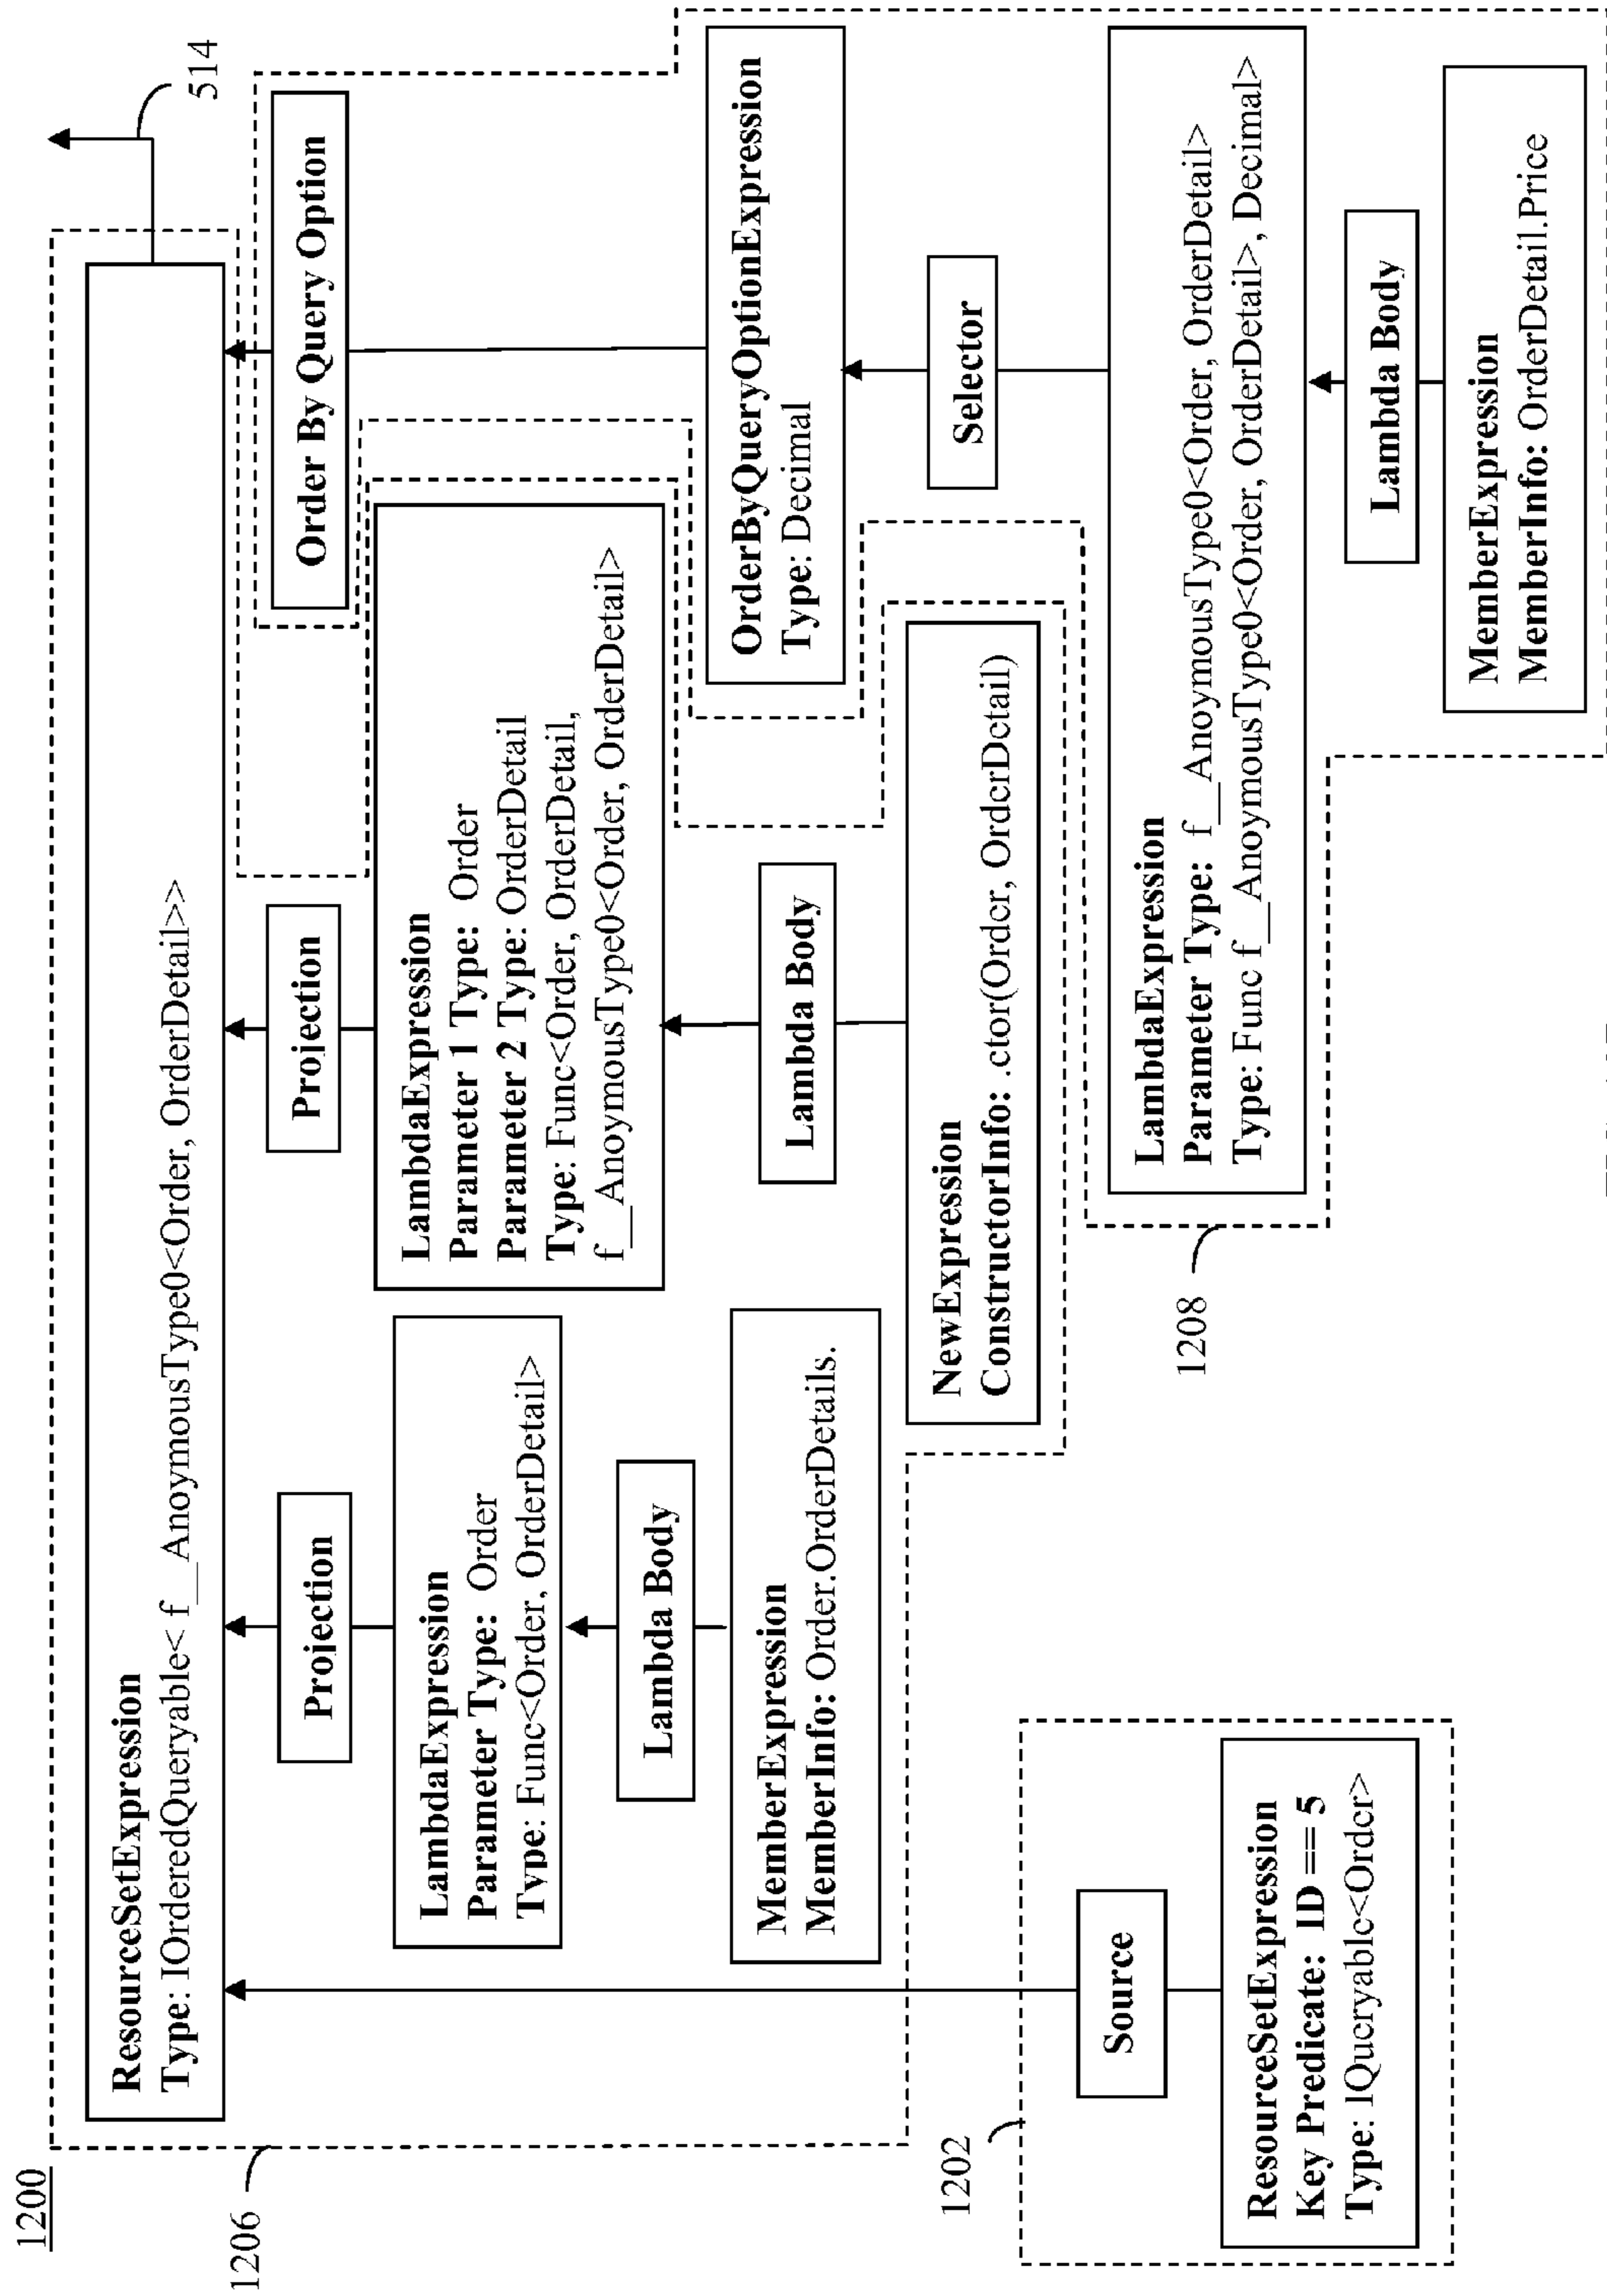 1200
514
ResourceSetExpression
Type: IOrderedQueryable< f__AnoymousType0<Order, OrderDetail>>
1206
Projection
Projection
Order By Query Option
LambdaExpression
Parameter Type: Order
Type: Func<Order, OrderDetail>
LambdaExpression
Parameter 1 Type: Order
Parameter 2 Type: OrderDetail
Type: Func<Order, OrderDetail,
f__AnoymousType0<Order, OrderDetail>
Lambda Body
Lambda Body
OrderByQueryOptionExpression
Type: Decimal
MemberExpression
MemberInfo: Order.OrderDetails.
NewExpression
ConstructorInfo: .ctor(Order, OrderDetail)
Selector
1202
Source
1208
LambdaExpression
Parameter Type: f__AnoymousType0<Order, OrderDetail>
Type: Func f__AnoymousType0<Order, OrderDetail>, Decimal>
ResourceSetExpression
Key Predicate: ID == 5
Type: IQueryable<Order>
Lambda Body
MemberExpression
MemberInfo: OrderDetail.Price